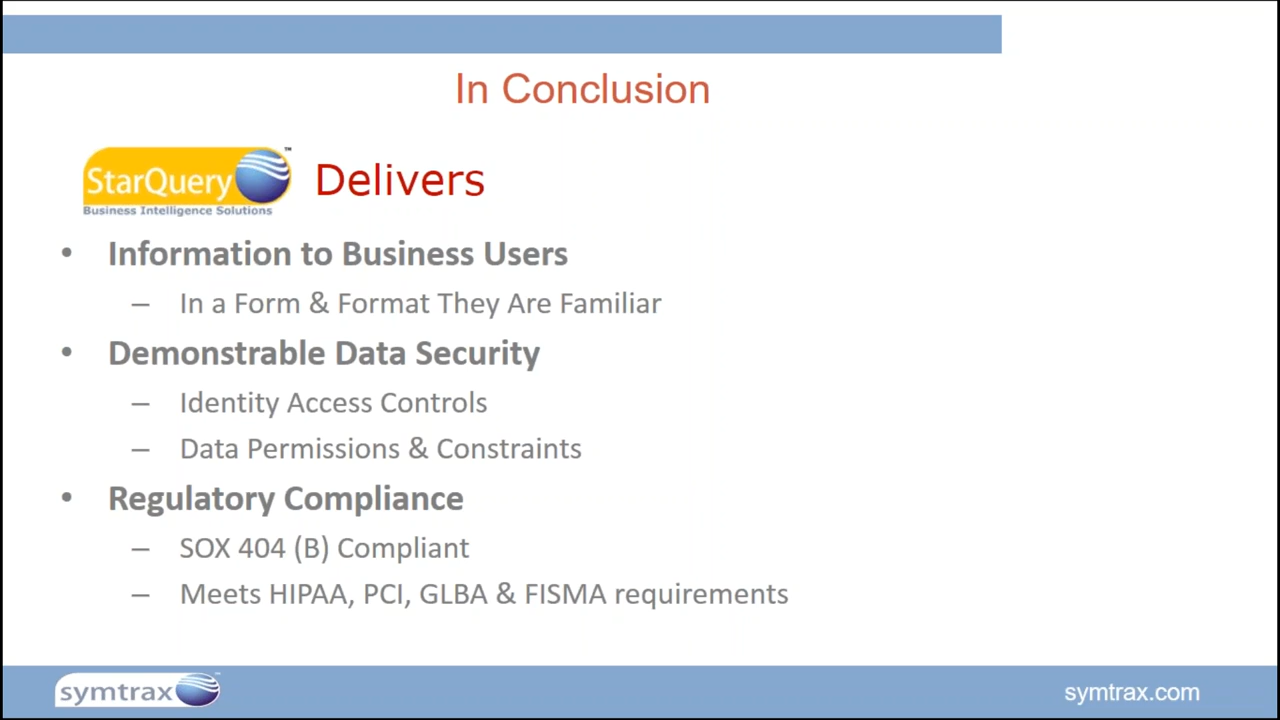 In Conclusion
StarQuery™
Business Intelligence Solutions
Delivers
• Information to Business Users
– In a Form & Format They Are Familiar
• Demonstrable Data Security
– Identity Access Controls
– Data Permissions & Constraints
• Regulatory Compliance
– SOX 404 (B) Compliant
– Meets HIPAA, PCI, GLBA & FISMA requirements
symtrax
symtrax.com